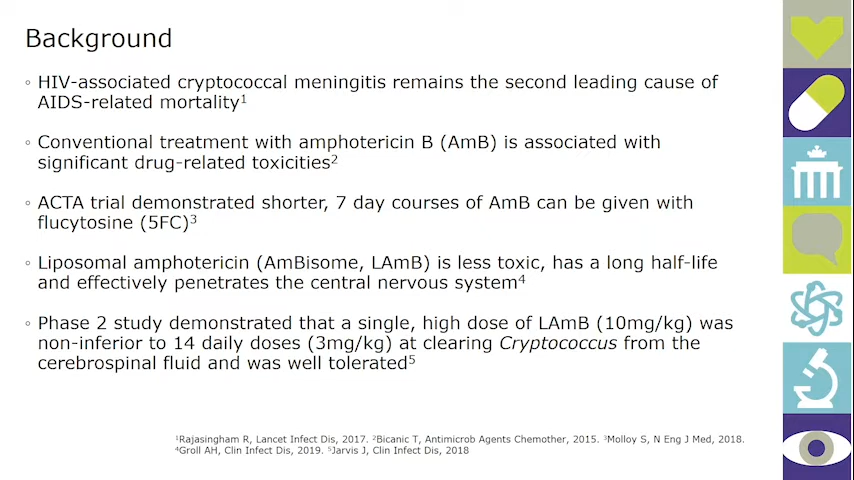 Background
◦ HIV-associated cryptococcal meningitis remains the second leading cause of
AIDS-related mortality¹
◦ Conventional treatment with amphotericin B (AmB) is associated with
significant drug-related toxicities²
◦ ACTA trial demonstrated shorter, 7 day courses of AmB can be given with
flucytosine (5FC)³
◦ Liposomal amphotericin (AmBisome, LAmB) is less toxic, has a long half-life
and effectively penetrates the central nervous system⁴
◦ Phase 2 study demonstrated that a single, high dose of LAmB (10mg/kg) was
non-inferior to 14 daily doses (3mg/kg) at clearing Cryptococcus from the
cerebrospinal fluid and was well tolerated⁵
¹Rajasingham R, Lancet Infect Dis, 2017. ²Bicanic T, Antimicrob Agents Chemother, 2015. ³Molloy S, N Eng J Med, 2018.
⁴Groll AH, Clin Infect Dis, 2019. ⁵Jarvis J, Clin Infect Dis, 2018